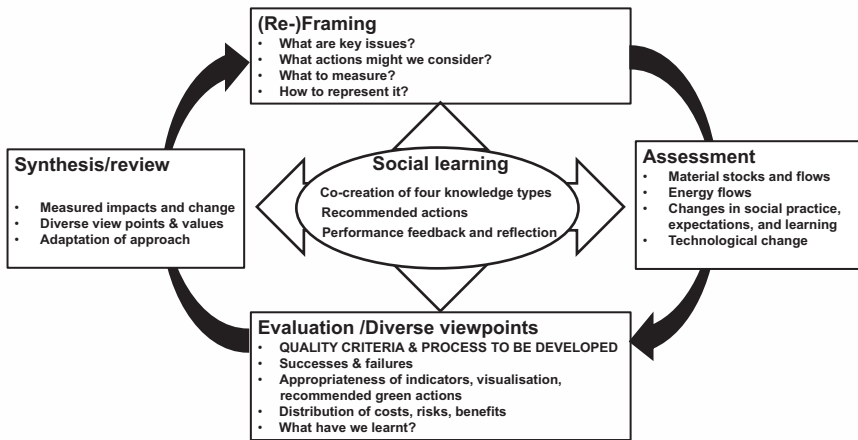 (Re-)Framing
• What are key issues?
• What actions might we consider?
• What to measure?
• How to represent it?
Synthesis/review
• Measured impacts and change
• Diverse view points & values
• Adaptation of approach
Social learning
Co-creation of four knowledge types
Recommended actions
Performance feedback and reflection
Assessment
• Material stocks and flows
• Energy flows
• Changes in social practice,
expectations, and learning
• Technological change
Evaluation /Diverse viewpoints
• QUALITY CRITERIA & PROCESS TO BE DEVELOPED
• Successes & failures
• Appropriateness of indicators, visualisation,
recommended green actions
• Distribution of costs, risks, benefits
• What have we learnt?